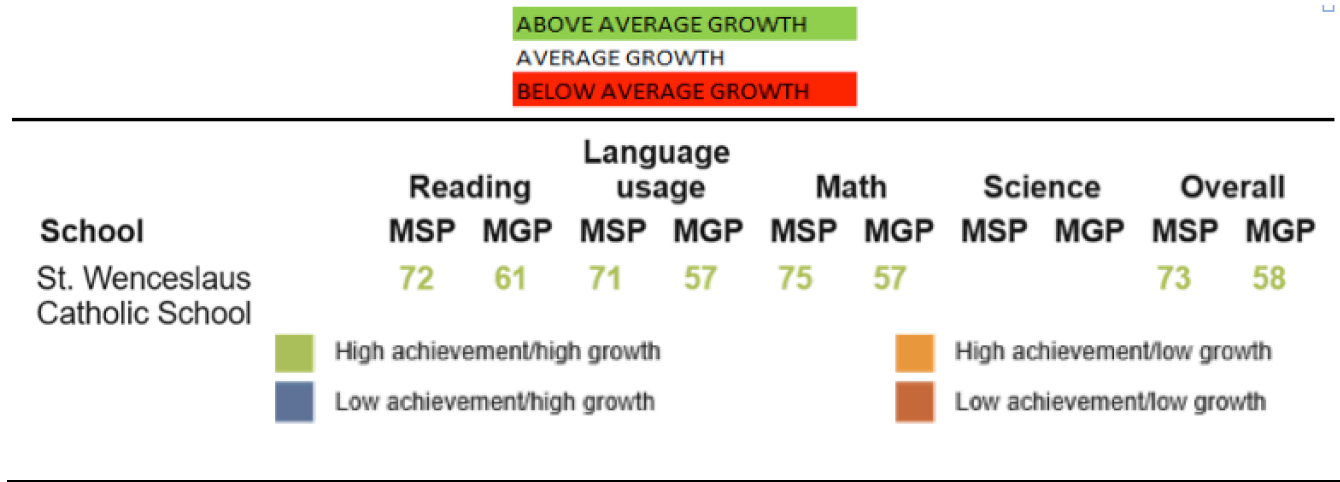 ABOVE AVERAGE GROWTH
AVERAGE GROWTH
BELOW AVERAGE GROWTH
Language
Reading usage Math Science Overall
School MSP MGP MSP MGP MSP MGP MSP MGP MSP MGP
St. Wenceslaus 72 61 71 57 75 57 73 58
Catholic School
High achievement/high growth High achievement/low growth
Low achievement/high growth Low achievement/low growth